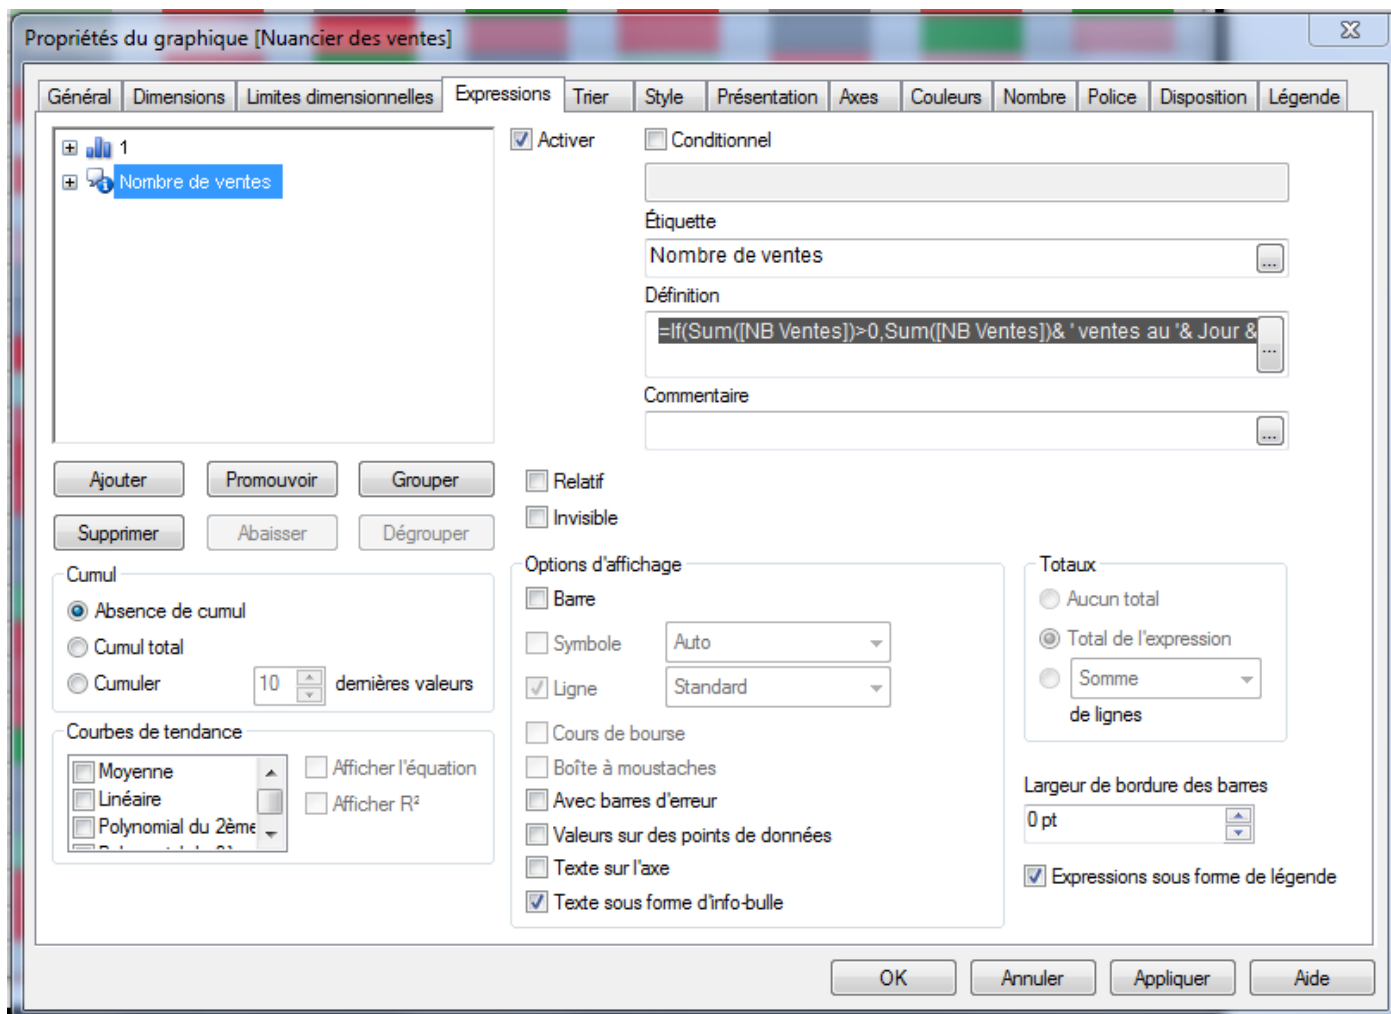 Propriétés du graphique [Nuancier des ventes]
Général Dimensions Limites dimensionnelles Expressions Trier Style Présentation Axes Couleurs Nombre Police Disposition Légende
1
Nombre de ventes
Activer
Conditionnel
Étiquette
Nombre de ventes
...
Définition
=If(Sum([NB Ventes])>0,Sum([NB Ventes])& ' ventes au '& Jour &
...
Commentaire
...
Ajouter Promouvoir Grouper
Supprimer Abaisser Dégrouper
Relatif
Invisible
Cumul
Absence de cumul
Cumul total
Cumuler 10 dernières valeurs
Courbes de tendance
Moyenne
Linéaire
Polynomial du 2ème
Afficher l'équation
Afficher R²
Options d'affichage
Barre
Symbole Auto
Ligne Standard
Cours de bourse
Boîte à moustaches
Avec barres d'erreur
Valeurs sur des points de données
Texte sur l'axe
Texte sous forme d'info-bulle
Totaux
Aucun total
Total de l'expression
Somme
de lignes
Largeur de bordure des barres
0 pt
Expressions sous forme de légende
OK Annuler Appliquer Aide